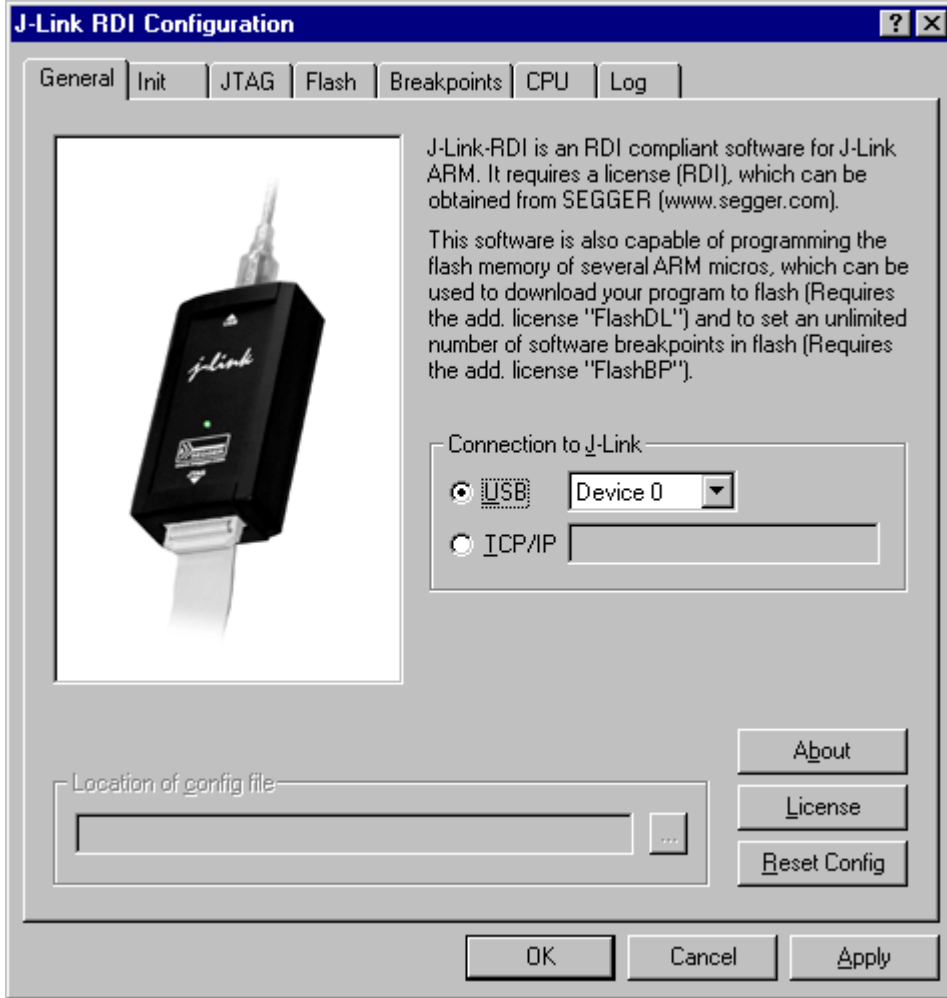 J-Link RDI Configuration
General Init JTAG Flash Breakpoints CPU Log
J-Link-RDI is an RDI compliant software for J-Link
ARM. It requires a license (RDI), which can be
obtained from SEGGER (www.segger.com).
This software is also capable of programming the
flash memory of several ARM micros, which can be
used to download your program to flash (Requires
the add. license "FlashDL") and to set an unlimited
number of software breakpoints in flash (Requires
the add. license "FlashBP").
j-link
Connection to J-Link
USB Device 0
TCP/IP
About
Location of config file
License
...
Reset Config
OK Cancel Apply